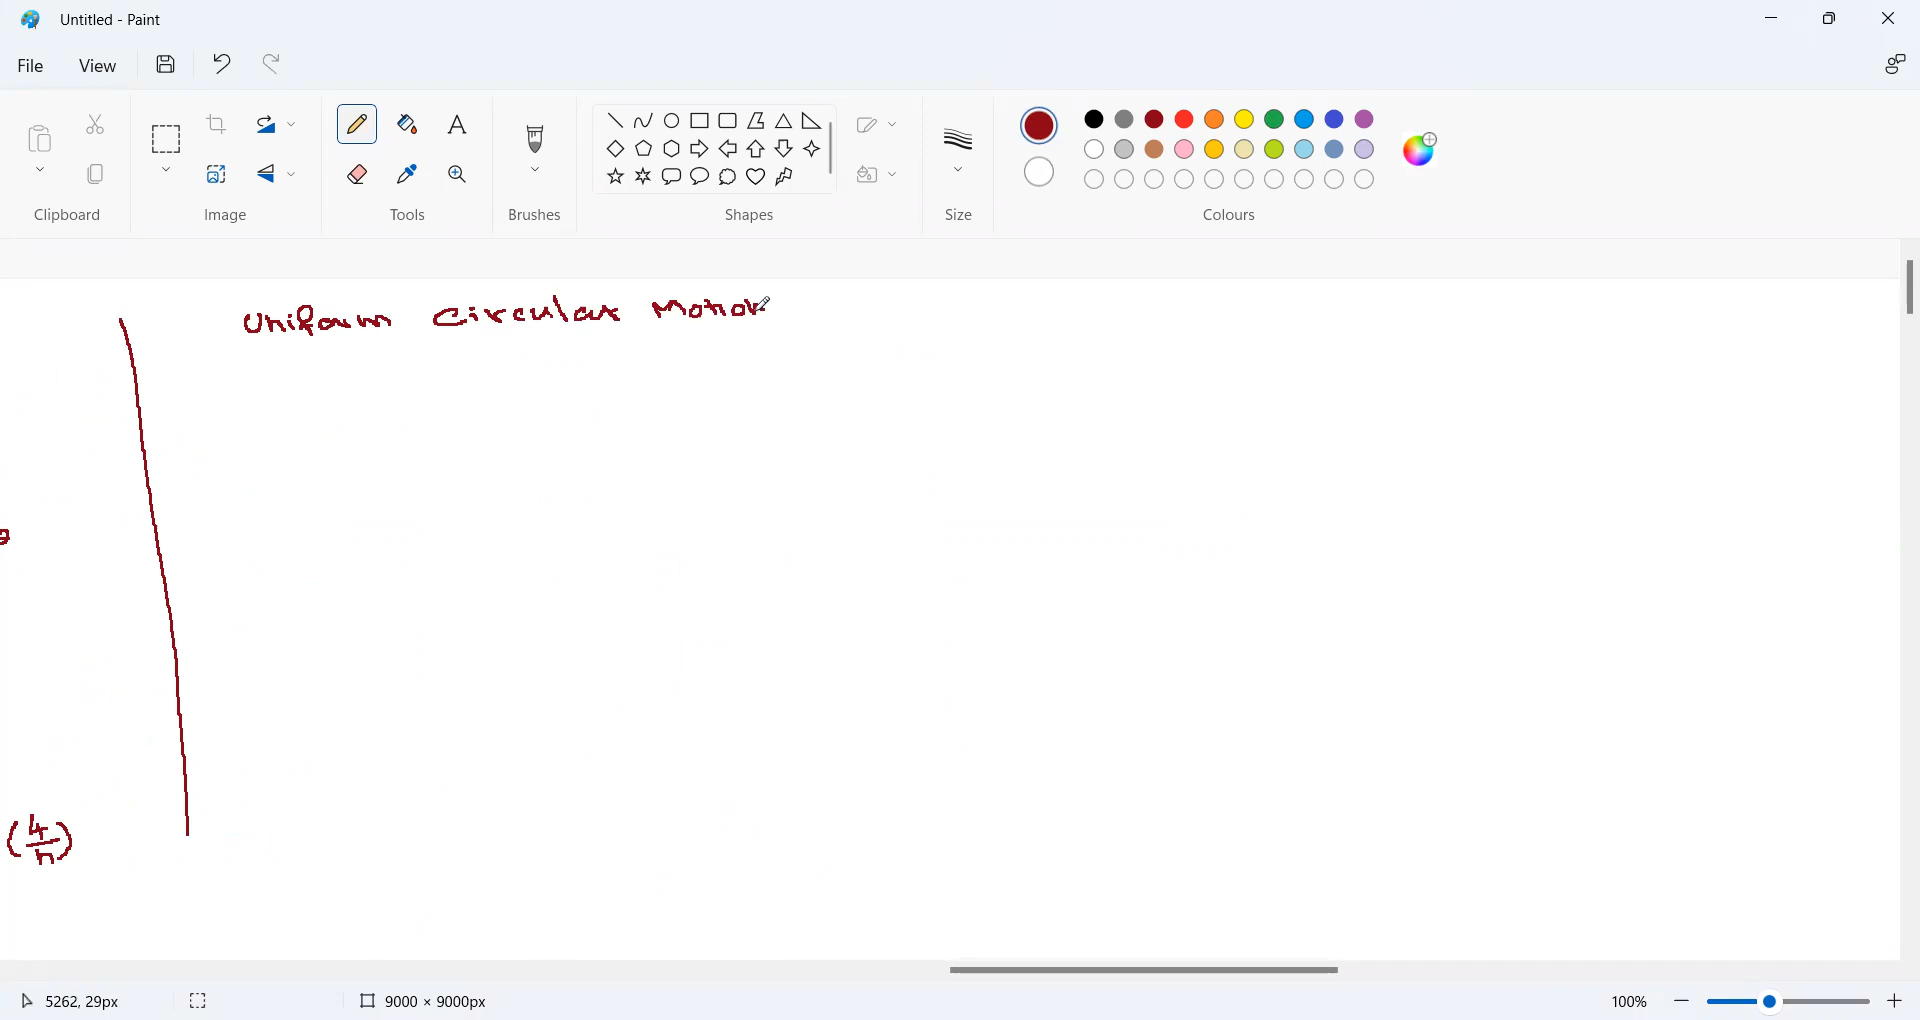 Untitled - Paint
File View
Clipboard Image Tools Brushes Shapes Size Colours
Uniform Circular Motion
(4/n)
5262, 29px 9000 × 9000px 100%